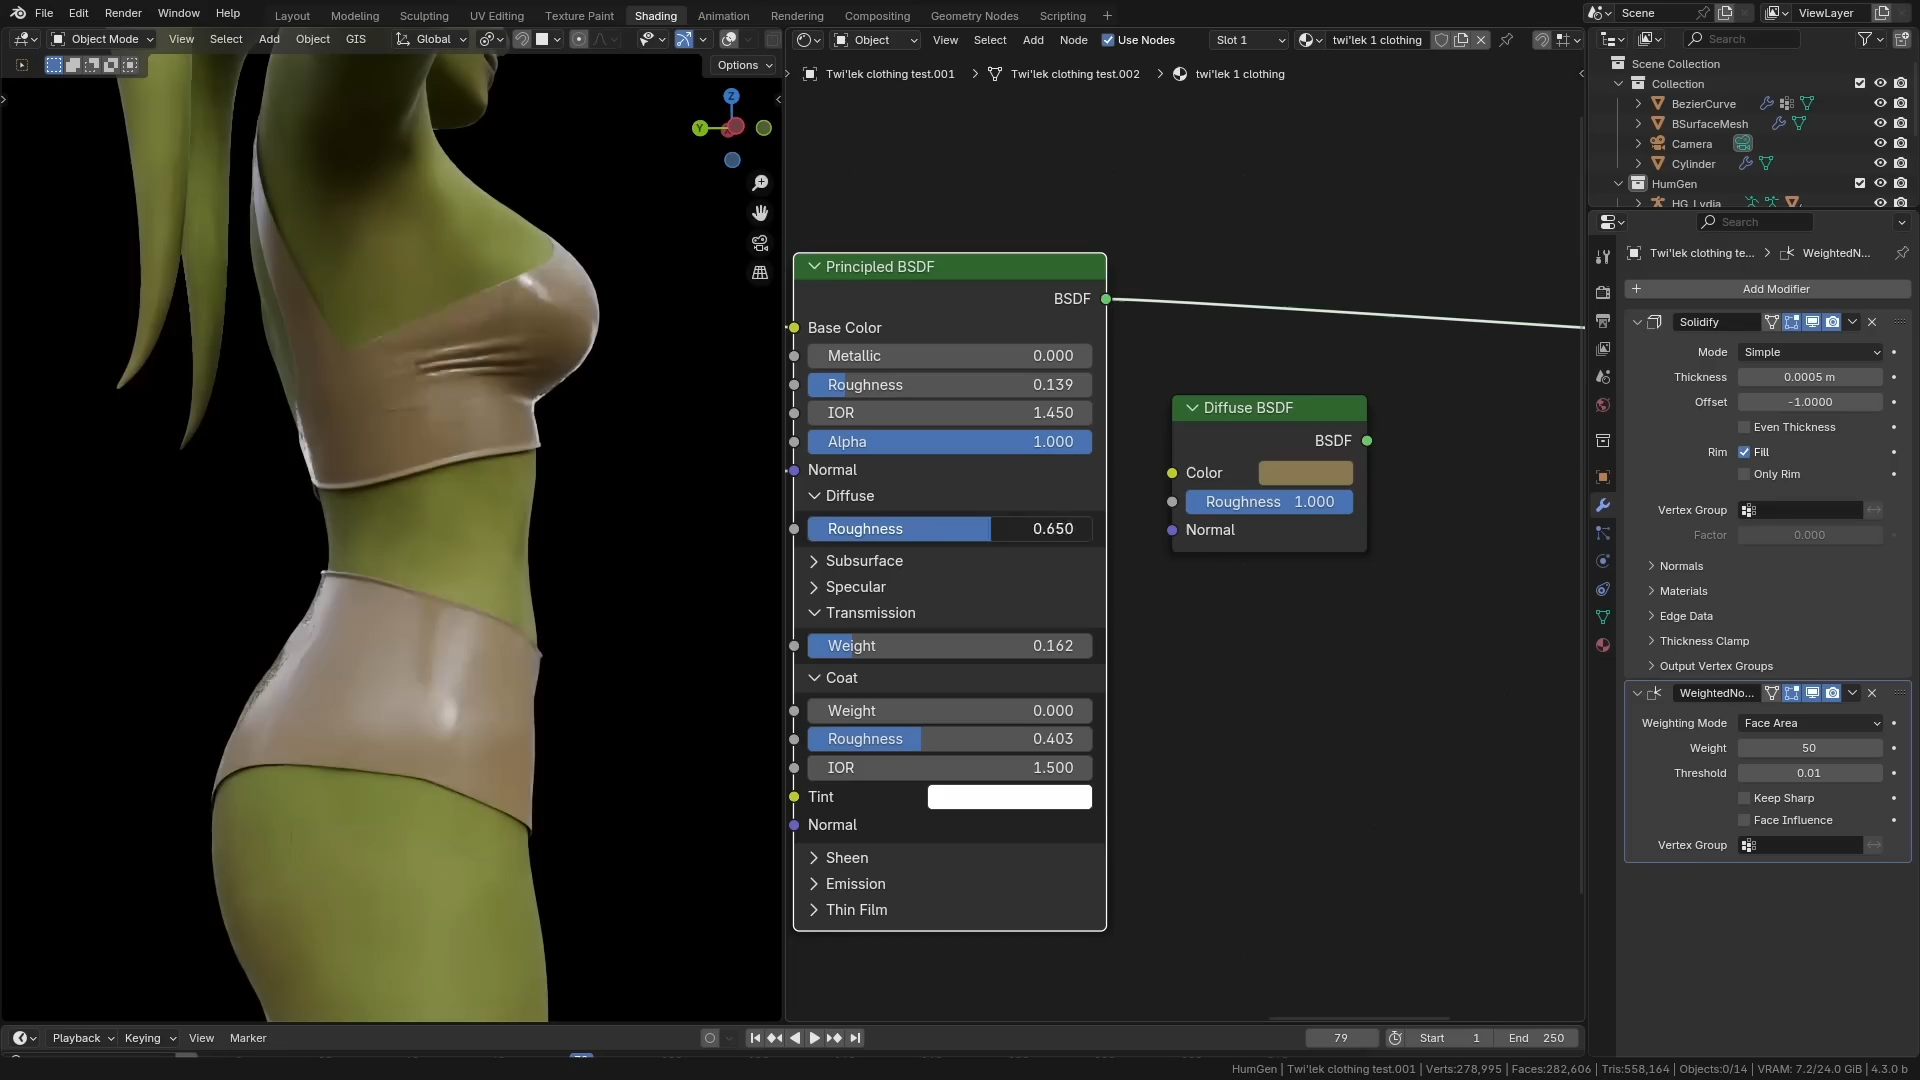 File Edit Render Window Help Layout Modeling Sculpting UV Editing Texture Paint Shading Animation Rendering Compositing Geometry Nodes Scripting + Scene ViewLayer
Object Mode View Select Add Object GIS Global
Object View Select Add Node Use Nodes Slot 1 twi'lek 1 clothing
Search
Options
Twi'lek clothing test.001 > Twi'lek clothing test.002 > twi'lek 1 clothing
Z
Y
Scene Collection
Collection
BezierCurve
BSurfaceMesh
Camera
Cylinder
HumGen
HG_Lydia
Search
Principled BSDF
BSDF
Base Color
Metallic 0.000
Roughness 0.139
IOR 1.450
Alpha 1.000
Normal
Diffuse
Roughness 0.650
Subsurface
Specular
Transmission
Weight 0.162
Coat
Weight 0.000
Roughness 0.403
IOR 1.500
Tint
Normal
Sheen
Emission
Thin Film
Diffuse BSDF
BSDF
Color
Roughness 1.000
Normal
Twi'lek clothing te... > WeightedN...
+ Add Modifier
Solidify
Mode Simple
Thickness 0.0005 m
Offset -1.0000
Even Thickness
Rim Fill
Only Rim
Vertex Group
Factor 0.000
Normals
Materials
Edge Data
Thickness Clamp
Output Vertex Groups
WeightedNo...
Weighting Mode Face Area
Weight 50
Threshold 0.01
Keep Sharp
Face Influence
Vertex Group
Playback Keying View Marker
79 Start 1 End 250
HumGen | Twi'lek clothing test.001 | Verts:278,995 | Faces:282,606 | Tris:558,164 | Objects:0/14 | VRAM: 7.2/24.0 GiB | 4.3.0 b